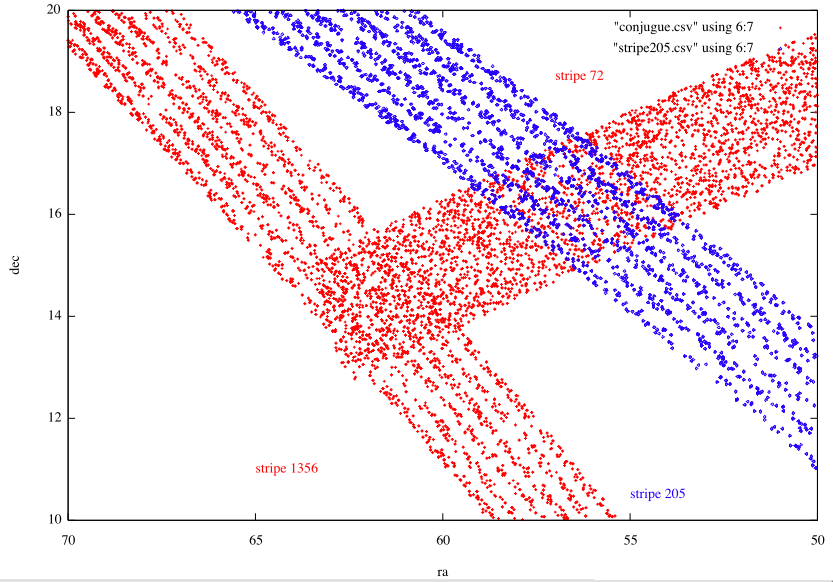 "conjugue.csv" using 6:7
"stripe205.csv" using 6:7
stripe 72
stripe 1356
stripe 205
20
18
16
14
12
10
dec
70 65 60 55 50
ra